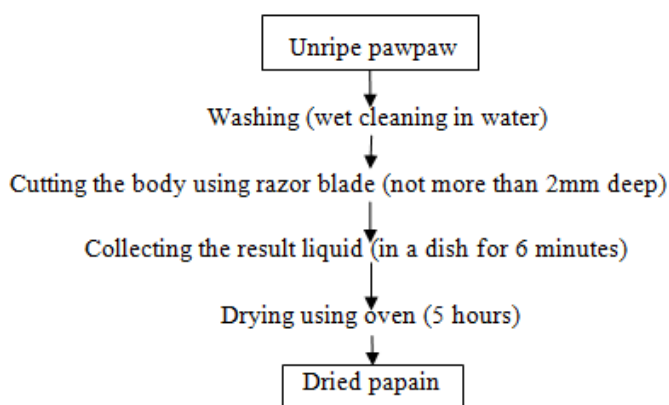 Unripe pawpaw
Washing (wet cleaning in water)
Cutting the body using razor blade (not more than 2mm deep)
Collecting the result liquid (in a dish for 6 minutes)
Drying using oven (5 hours)
Dried papain